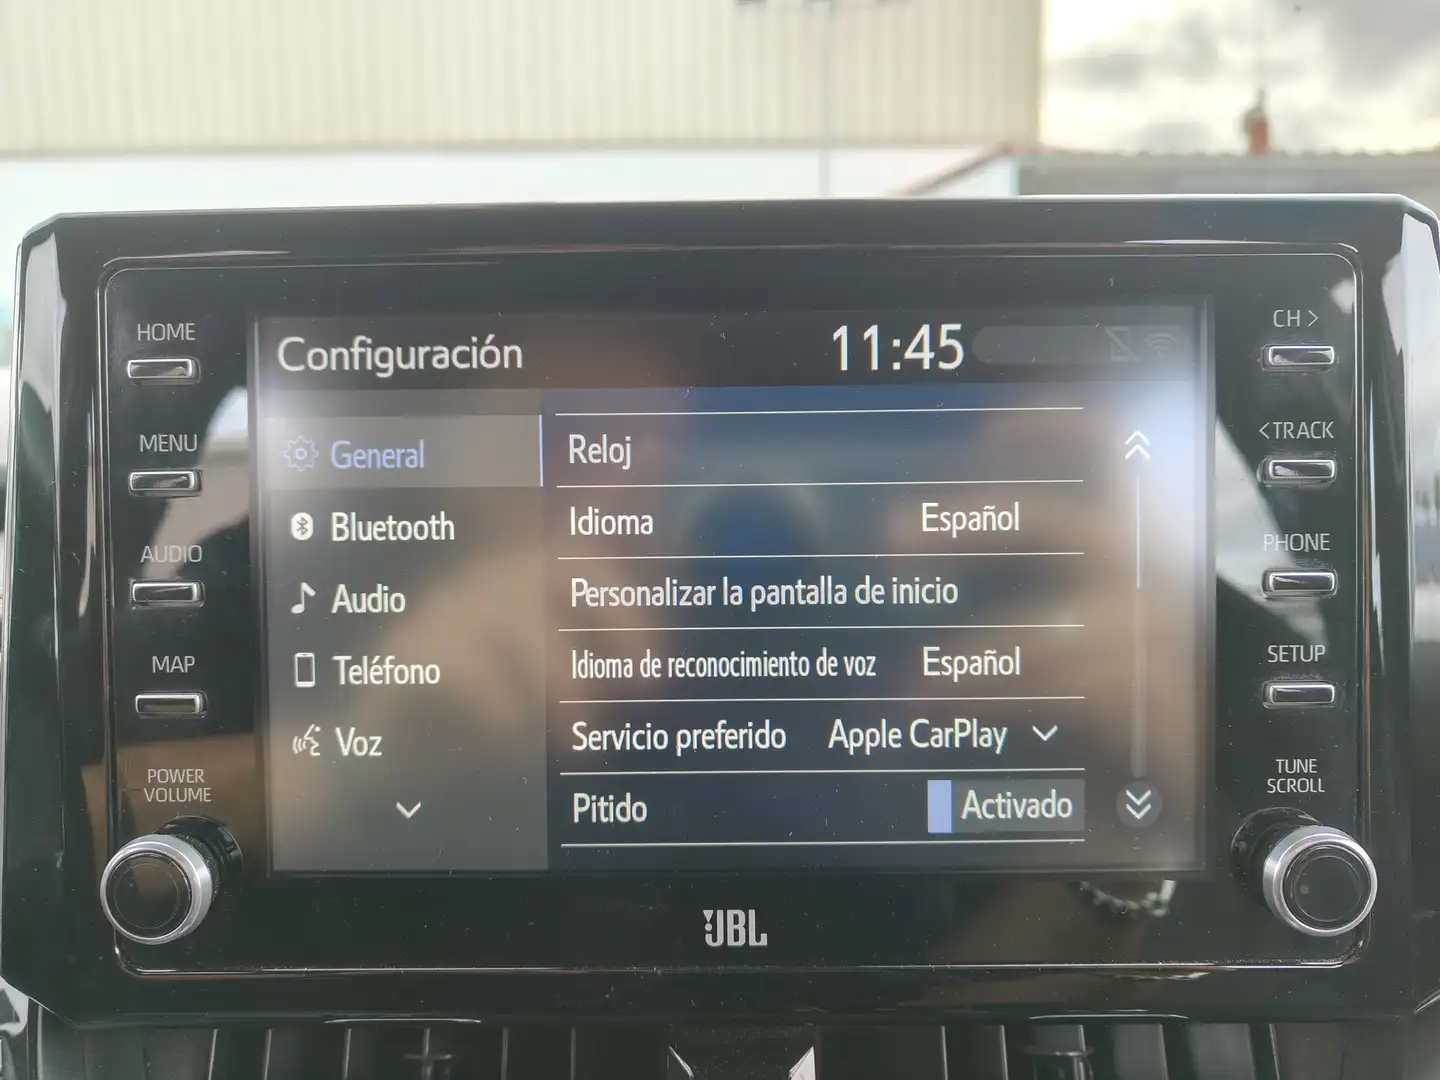 HOME
MENU
AUDIO
MAP
POWER
VOLUME
Configuración 11:45
General
Bluetooth
Audio
Teléfono
Voz
Reloj
Idioma Español
Personalizar la pantalla de inicio
Idioma de reconocimiento de voz Español
Servicio preferido Apple CarPlay
Pitido Activado
CH >
<TRACK
PHONE
SETUP
TUNE
SCROLL
JBL